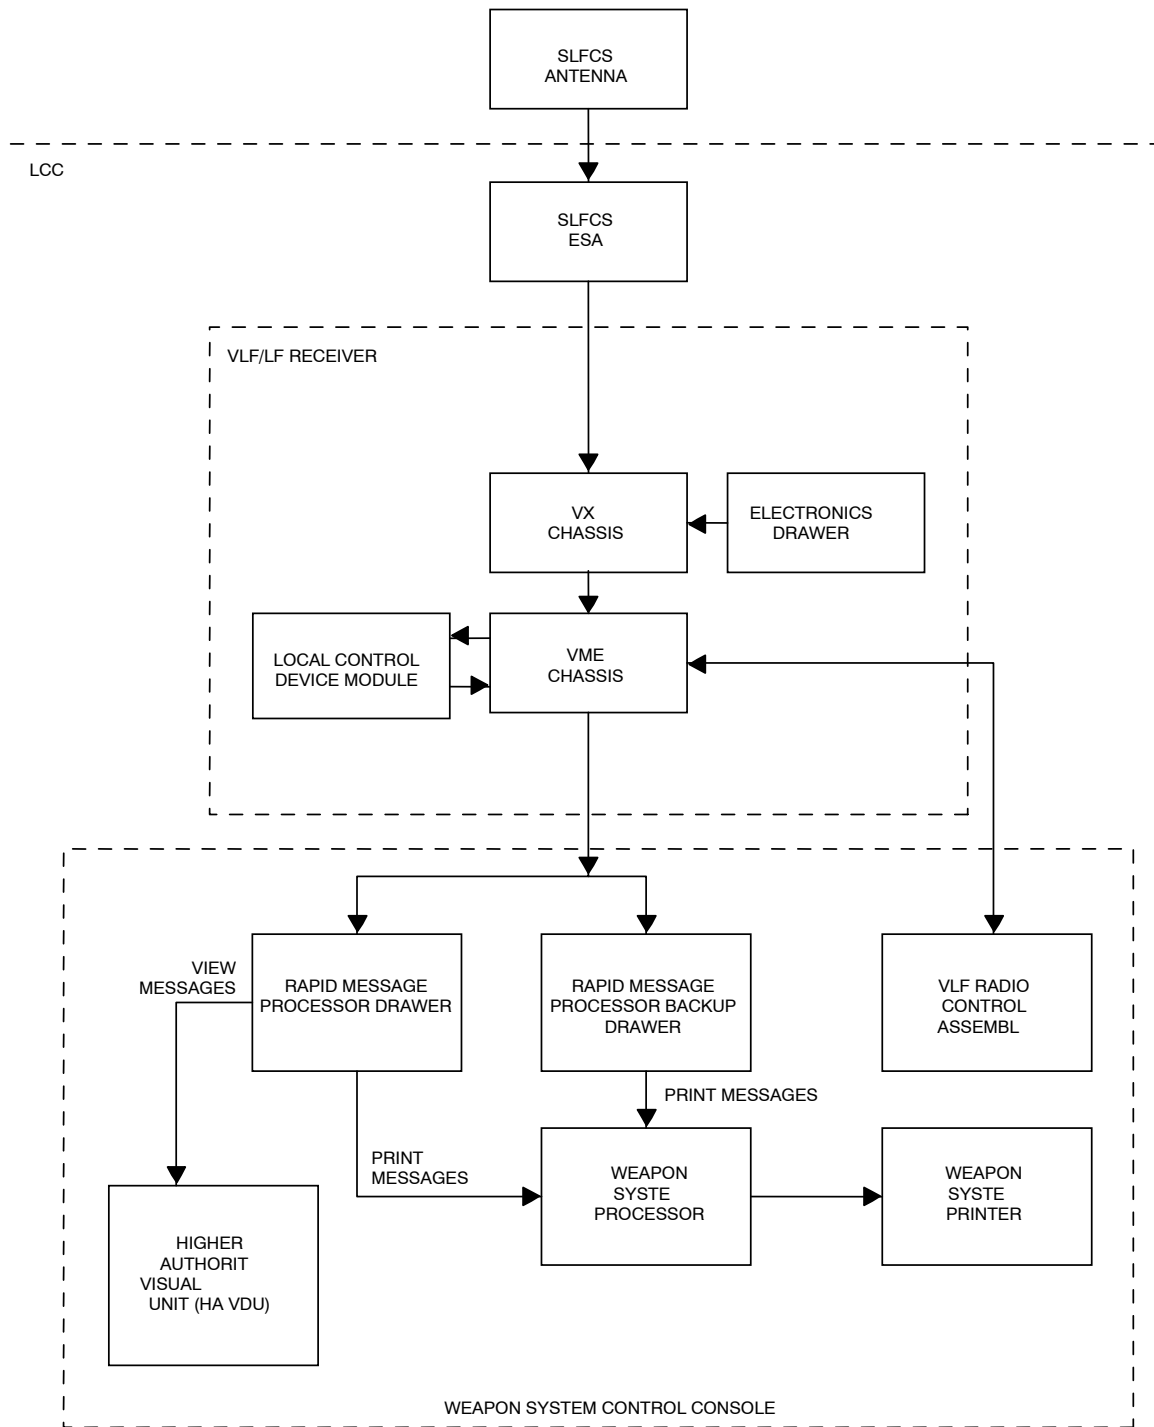 SLFCS
ANTENNA
LCC
SLFCS
ESA
VLF/LF RECEIVER
VX
CHASSIS
ELECTRONICS
DRAWER
LOCAL CONTROL
DEVICE MODULE
VME
CHASSIS
VIEW
MESSAGES
RAPID MESSAGE
PROCESSOR DRAWER
RAPID MESSAGE
PROCESSOR BACKUP
DRAWER
VLF RADIO
CONTROL
ASSEMBL
PRINT MESSAGES
PRINT
MESSAGES
WEAPON
SYSTE
PROCESSOR
WEAPON
SYSTE
PRINTER
HIGHER
AUTHORIT
VISUAL
UNIT (HA VDU)
WEAPON SYSTEM CONTROL CONSOLE